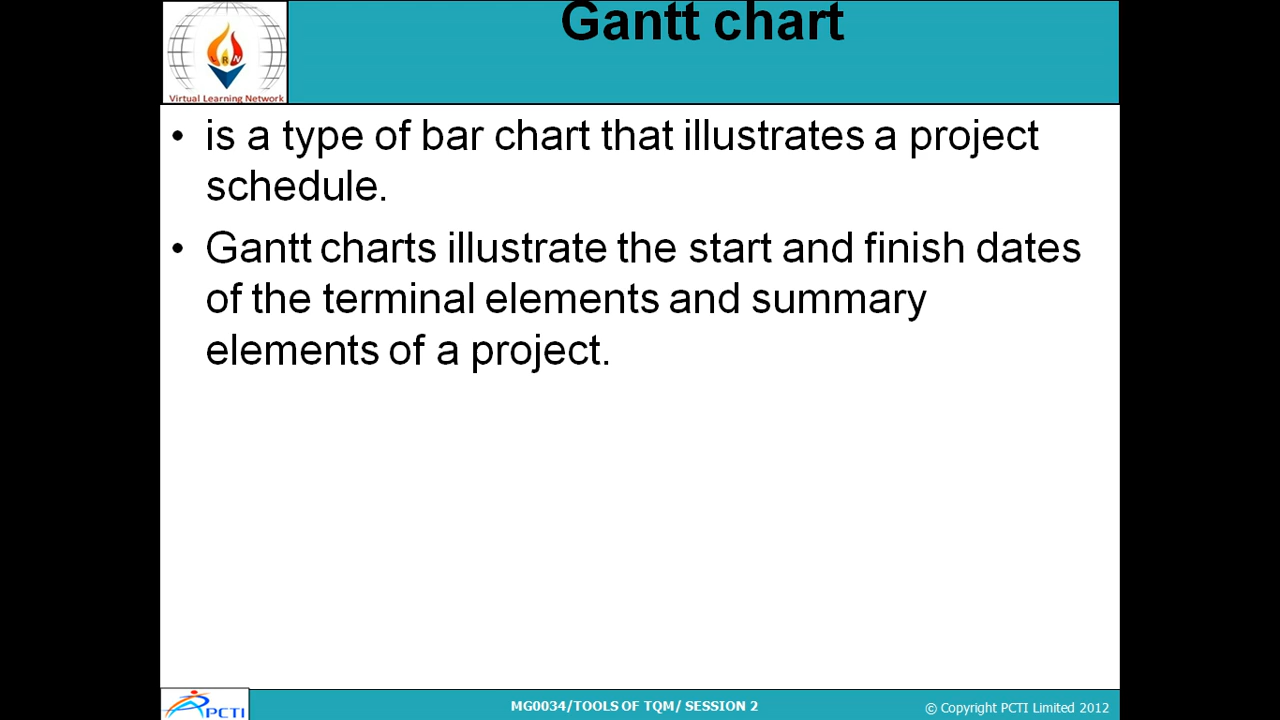 Gantt chart
LRN
Virtual Learning Network
• is a type of bar chart that illustrates a project
schedule.
• Gantt charts illustrate the start and finish dates
of the terminal elements and summary
elements of a project.
PCTI
MG0034/TOOLS OF TQM/ SESSION 2
© Copyright PCTI Limited 2012